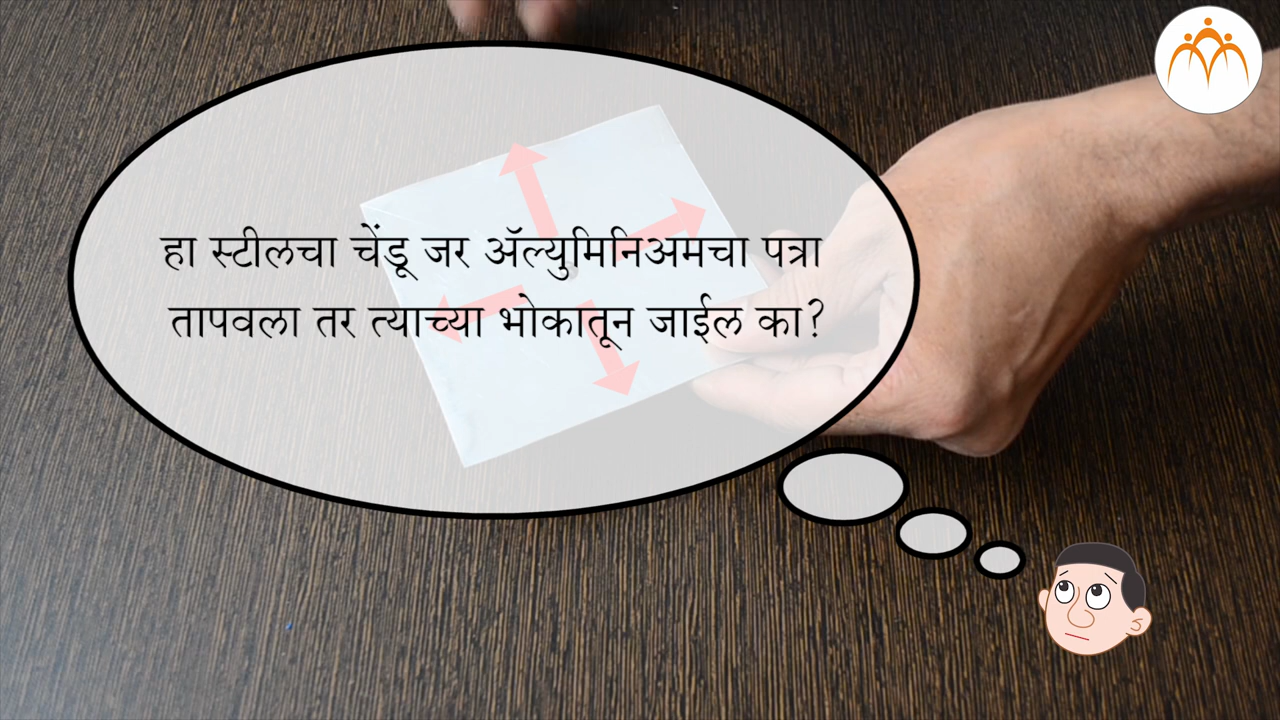 हा स्टीलचा चेंडू जर ॲल्युमिनिअमचा पत्रा
तापवला तर त्याच्या भोकातून जाईल का?